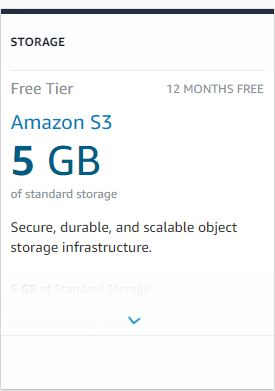 STORAGE
Free Tier
12 MONTHS FREE
Amazon S3
5 GB
of standard storage
Secure, durable, and scalable object
storage infrastructure.
5 GB of Standard Storage